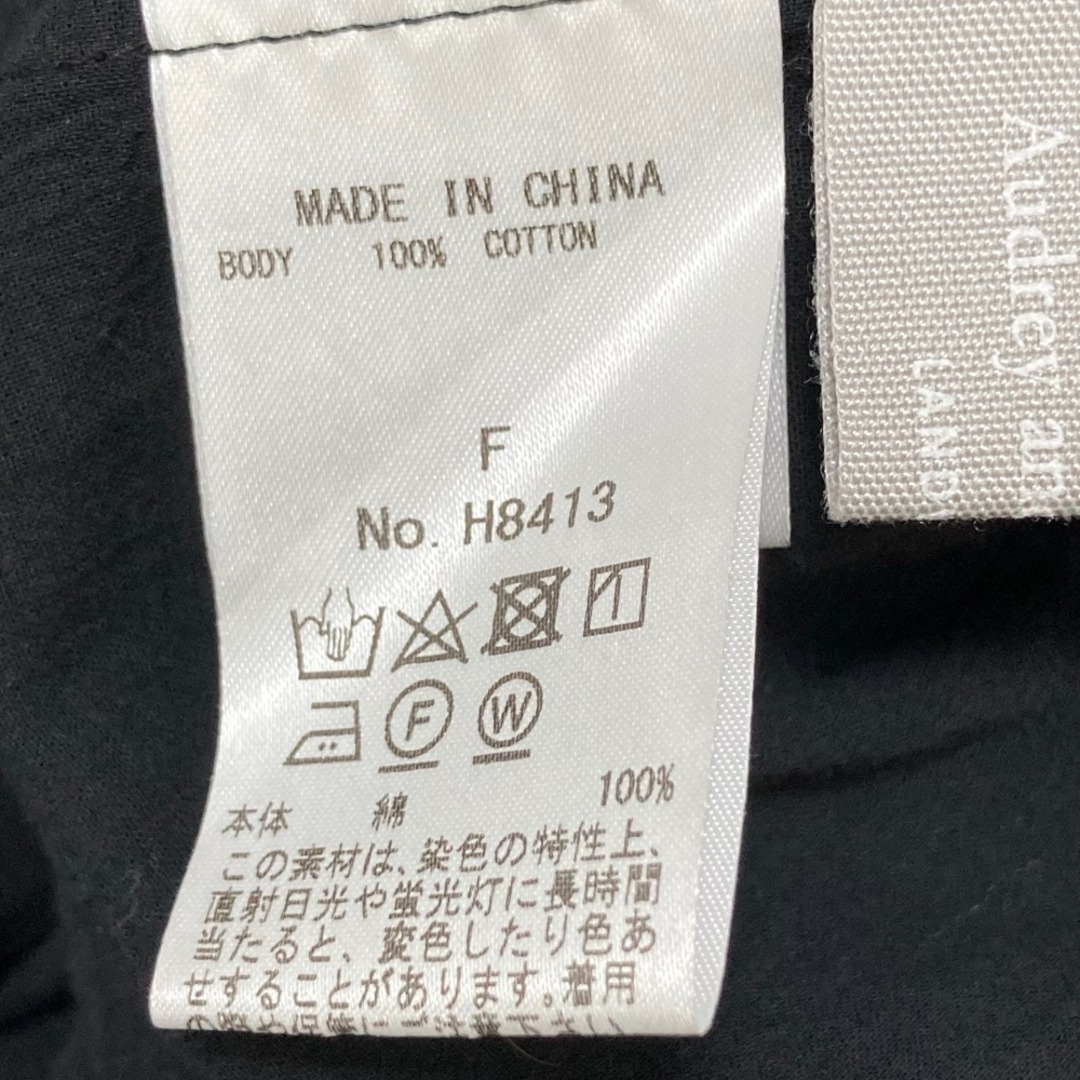 MADE IN CHINA
BODY 100% COTTON
F
No. H8413
F W
本体 綿 100%
この素材は、染色の特性上、
直射日光や蛍光灯に長時間
当たると、変色したり色あ
せすることがあります。着用
Audrey an
LAND